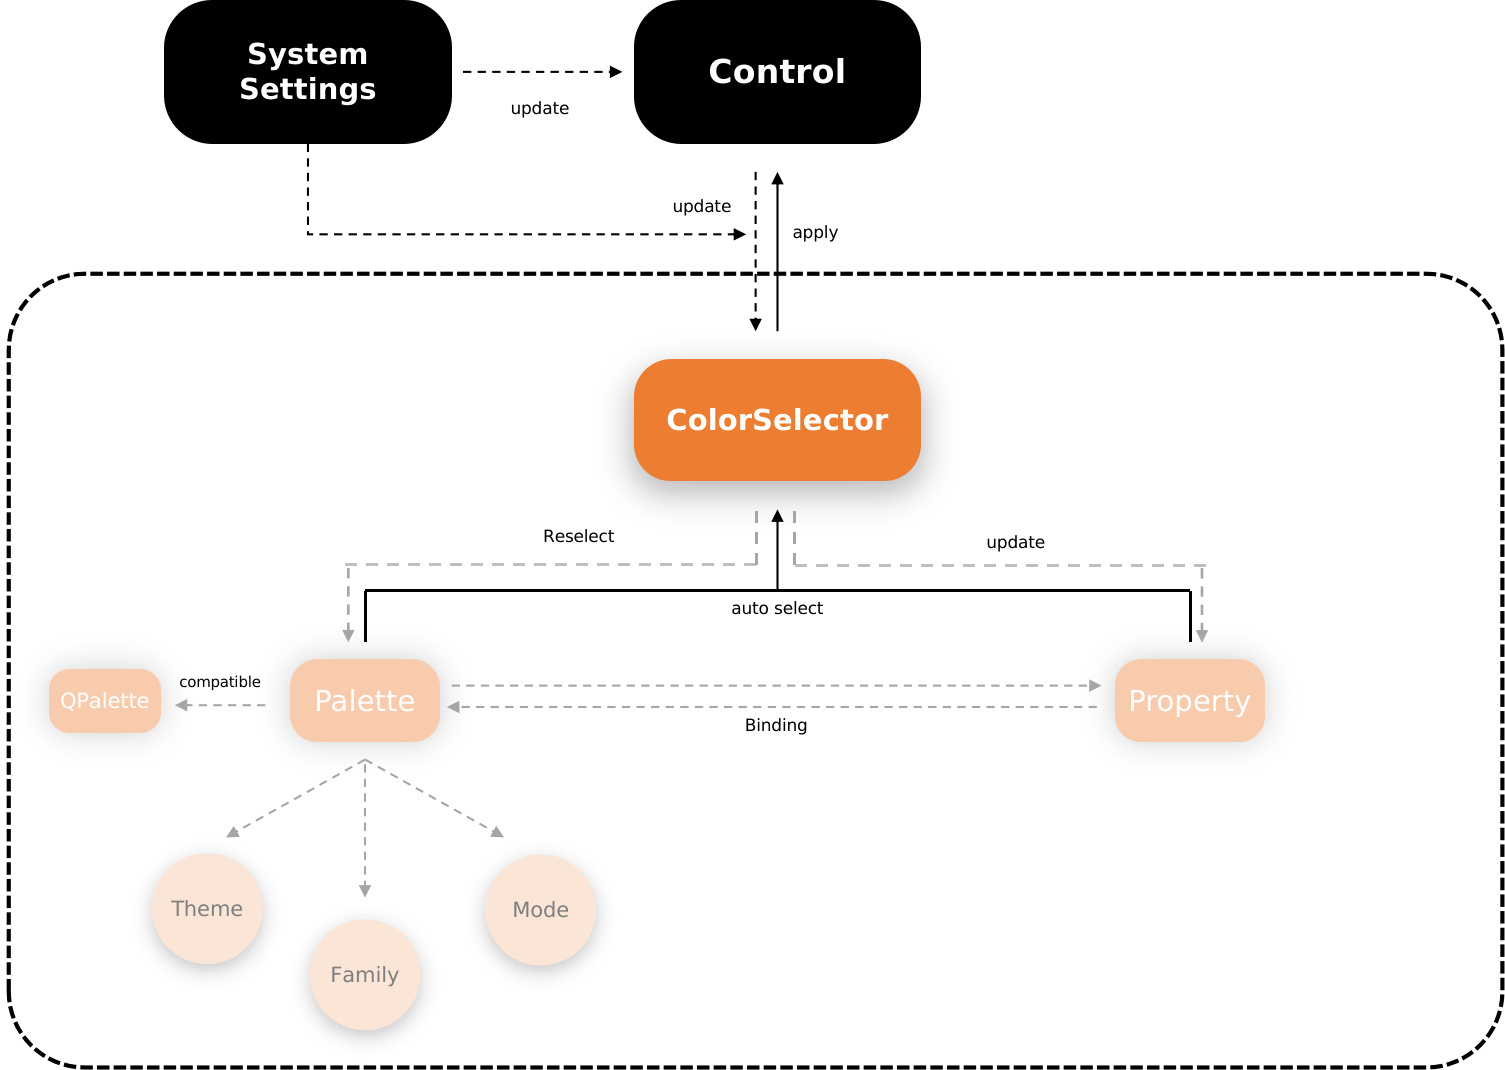 System
Settings
Control
update
update
apply
ColorSelector
Reselect
update
auto select
QPalette
compatible
Palette
Property
Binding
Theme
Mode
Family